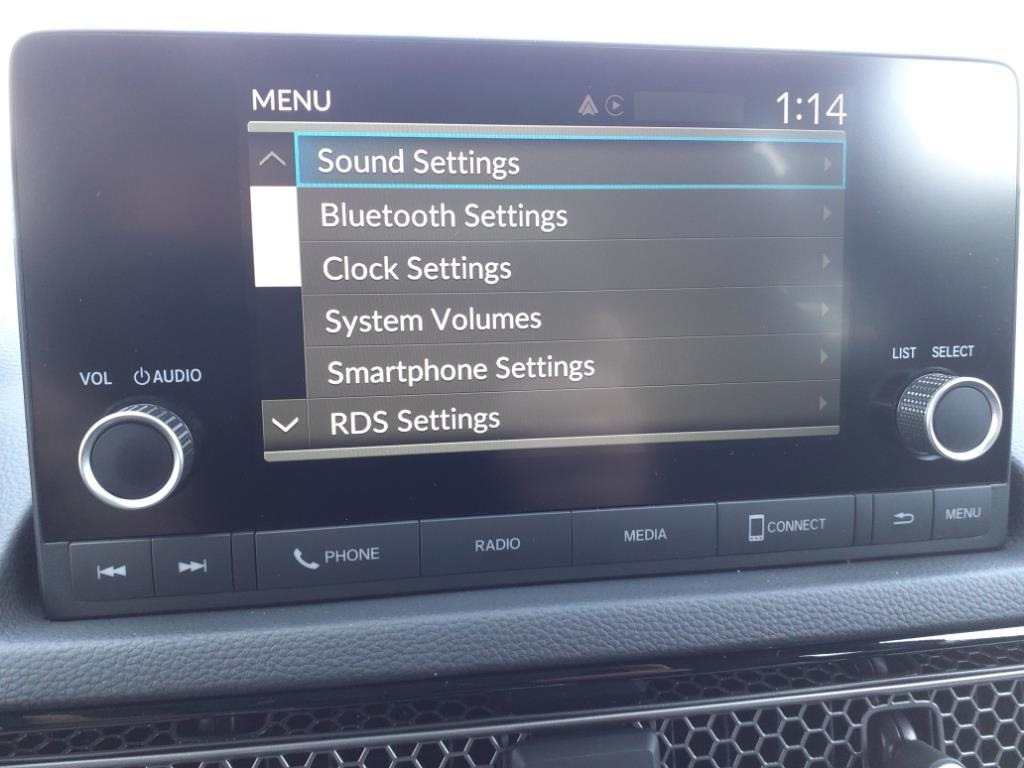 MENU 1:14
Sound Settings
Bluetooth Settings
Clock Settings
System Volumes
Smartphone Settings
RDS Settings
VOL AUDIO
LIST SELECT
PHONE RADIO MEDIA CONNECT MENU